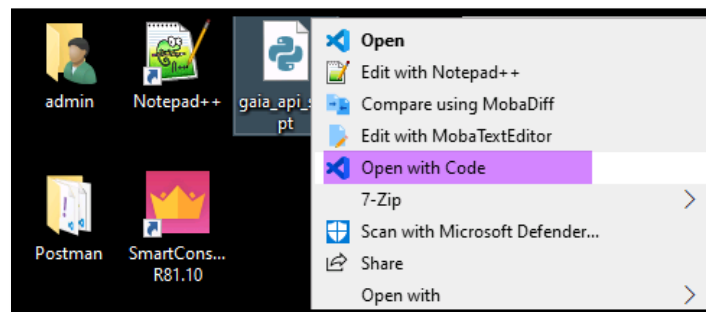 admin
Notepad++
gaia_api_s
pt
Postman
SmartCons...
R81.10
Open
Edit with Notepad++
Compare using MobaDiff
Edit with MobaTextEditor
Open with Code
7-Zip
Scan with Microsoft Defender...
Share
Open with